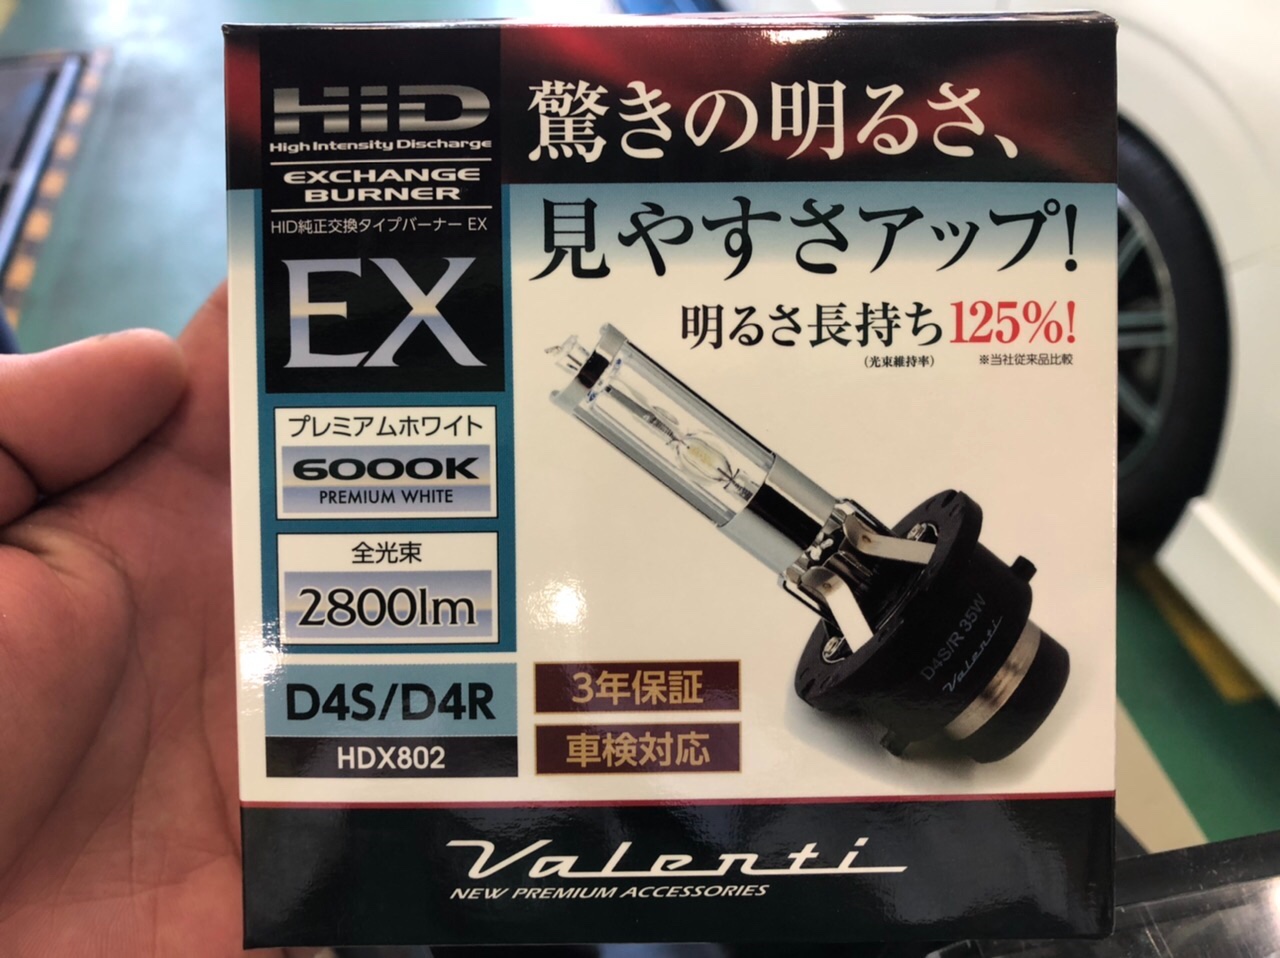 HID
High Intensity Discharge
EXCHANGE
BURNER
HID純正交換タイプバーナー EX
EX
驚きの明るさ、
見やすさアップ!
明るさ長持ち125%!
(光束維持率)
※当社従来品比較
プレミアムホワイト
6000K
PREMIUM WHITE
全光束
2800lm
D4S/D4R
HDX802
3年保証
車検対応
D4S/R 35W
Valenti
Valenti
NEW PREMIUM ACCESSORIES